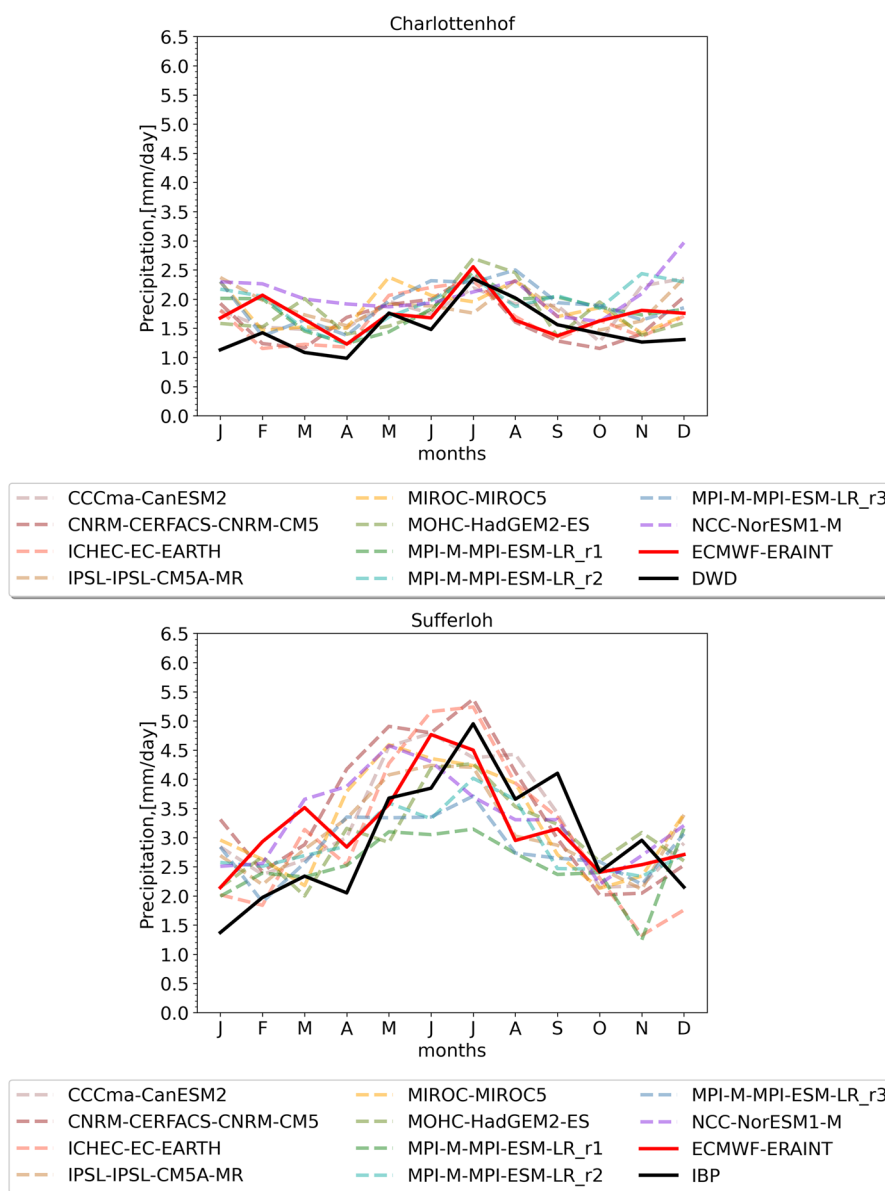 Charlottenhof
6.5
6.0
5.5
5.0
4.5
4.0
3.5
3.0
2.5
2.0
1.5
1.0
0.5
0.0
Precipitation,[mm/day]
J F M A M J J A S O N D
months
CCCma-CanESM2 MIROC-MIROC5 MPI-M-MPI-ESM-LR_r3
CNRM-CERFACS-CNRM-CM5 MOHC-HadGEM2-ES NCC-NorESM1-M
ICHEC-EC-EARTH MPI-M-MPI-ESM-LR_r1 ECMWF-ERAINT
IPSL-IPSL-CM5A-MR MPI-M-MPI-ESM-LR_r2 DWD
Sufferloh
6.5
6.0
5.5
5.0
4.5
4.0
3.5
3.0
2.5
2.0
1.5
1.0
0.5
0.0
Precipitation,[mm/day]
J F M A M J J A S O N D
months
CCCma-CanESM2 MIROC-MIROC5 MPI-M-MPI-ESM-LR_r3
CNRM-CERFACS-CNRM-CM5 MOHC-HadGEM2-ES NCC-NorESM1-M
ICHEC-EC-EARTH MPI-M-MPI-ESM-LR_r1 ECMWF-ERAINT
IPSL-IPSL-CM5A-MR MPI-M-MPI-ESM-LR_r2 IBP